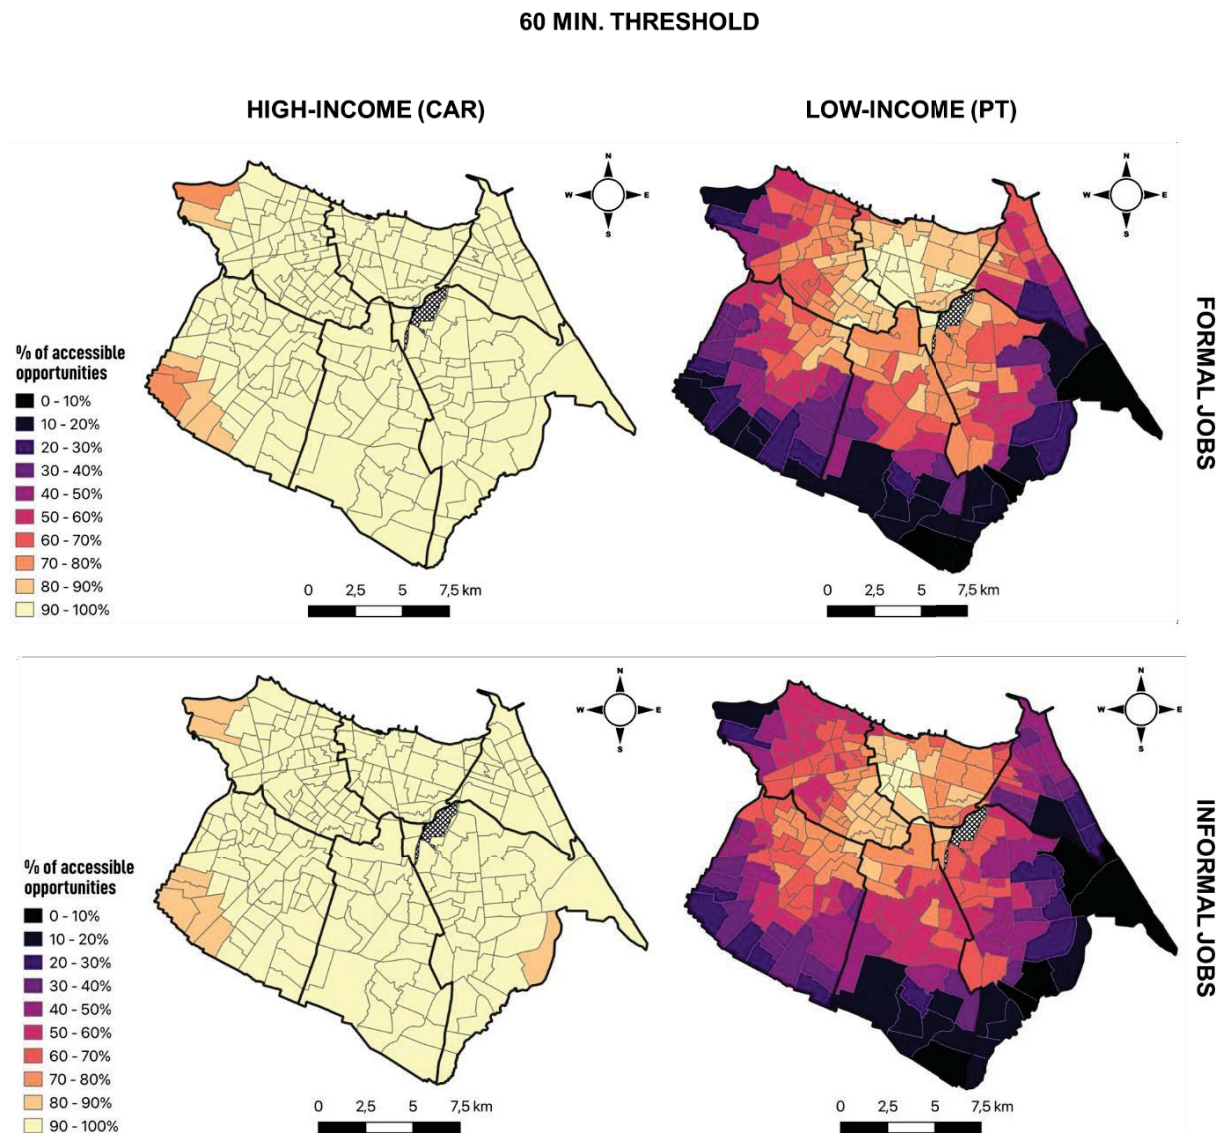 60 MIN. THRESHOLD
HIGH-INCOME (CAR)
LOW-INCOME (PT)
N
W
E
S
N
W
E
S
FORMAL JOBS
% of accessible
opportunities
0 - 10%
10 - 20%
20 - 30%
30 - 40%
40 - 50%
50 - 60%
60 - 70%
70 - 80%
80 - 90%
90 - 100%
0 2,5 5 7,5 km
0 2,5 5 7,5 km
N
W
E
S
N
W
E
S
INFORMAL JOBS
% of accessible
opportunities
0 - 10%
10 - 20%
20 - 30%
30 - 40%
40 - 50%
50 - 60%
60 - 70%
70 - 80%
80 - 90%
90 - 100%
0 2,5 5 7,5 km
0 2,5 5 7,5 km